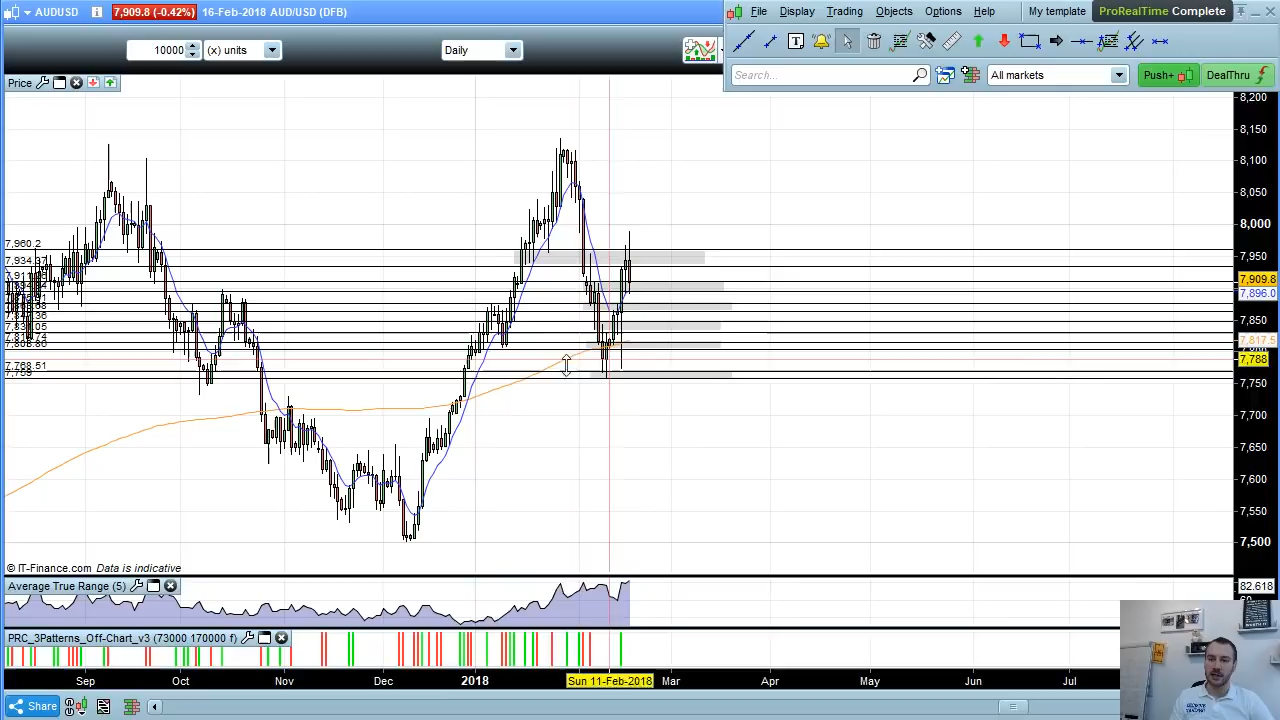 AUDUSD 7,909.8 (-0.42%) 16-Feb-2018 AUD/USD (DFB)
File Display Trading Objects Options Help My template ProRealTime Complete
10000 (x) units Daily
Search... All markets Push+ DealThru
Price
8,200
8,150
8,100
8,050
8,000
7,960.2
7,950
7,934.37
7,909.8
7,896.0
7,850
7,817.5
7,788
7,768.51
7,750
7,700
7,650
7,600
7,550
7,500
© IT-Finance.com Data is indicative
Average True Range (5)
82.618
PRC_3Patterns_Off-Chart_v3 (73000 170000 f)
Sep Oct Nov Dec 2018 Sun 11-Feb-2018 Mar Apr May Jun Jul
Share